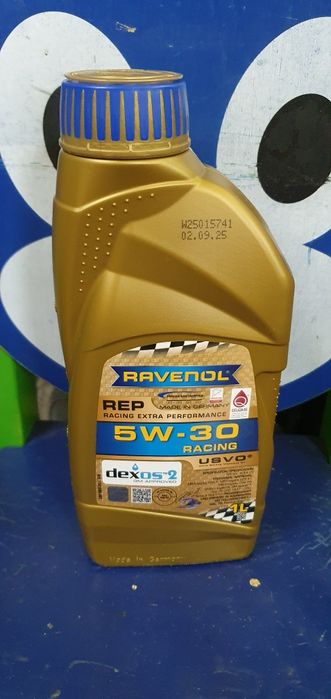 W25015741
02.09.25
RAVENOL®
MADE IN GERMANY
REP
RACING EXTRA PERFORMANCE
5W-30
RACING
USVO®
dexos™2
GM APPROVED
1L
Made in Germany